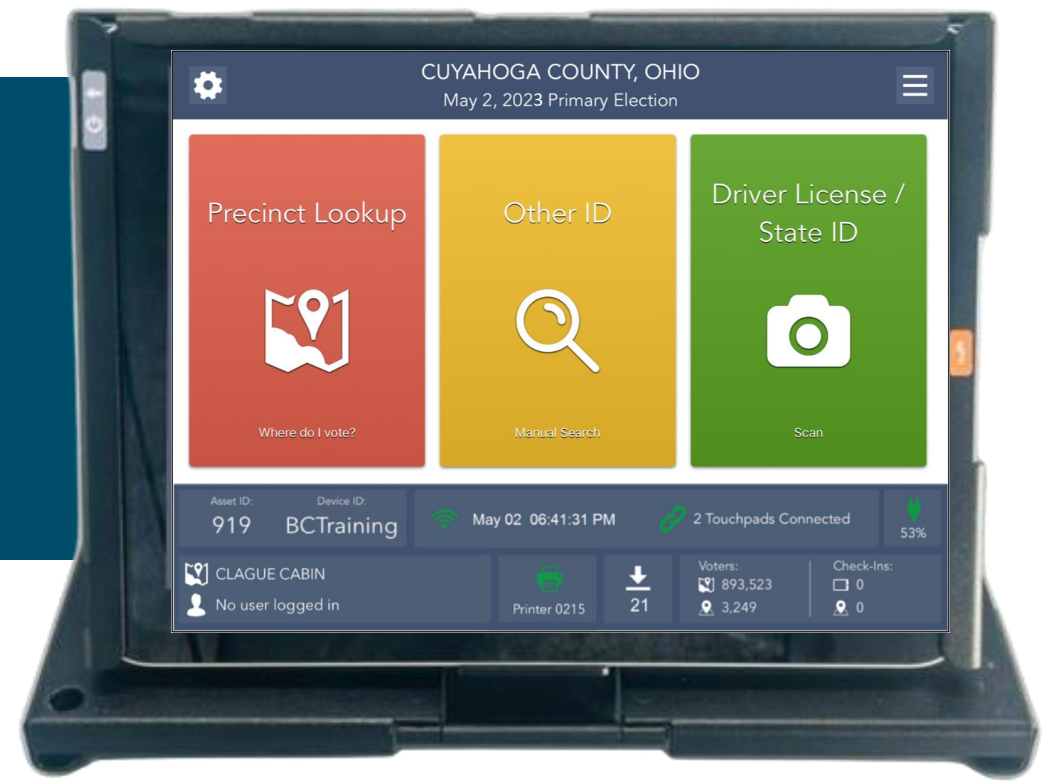 CUYAHOGA COUNTY, OHIO
May 2, 2023 Primary Election
Precinct Lookup
Where do I vote?
Other ID
Manual Search
Driver License /
State ID
Scan
Asset ID:
919
Device ID:
BCTraining
May 02 06:41:31 PM
2 Touchpads Connected
53%
CLAGUE CABIN
No user logged in
Printer 0215
21
Voters:
893,523
3,249
Check-Ins:
0
0